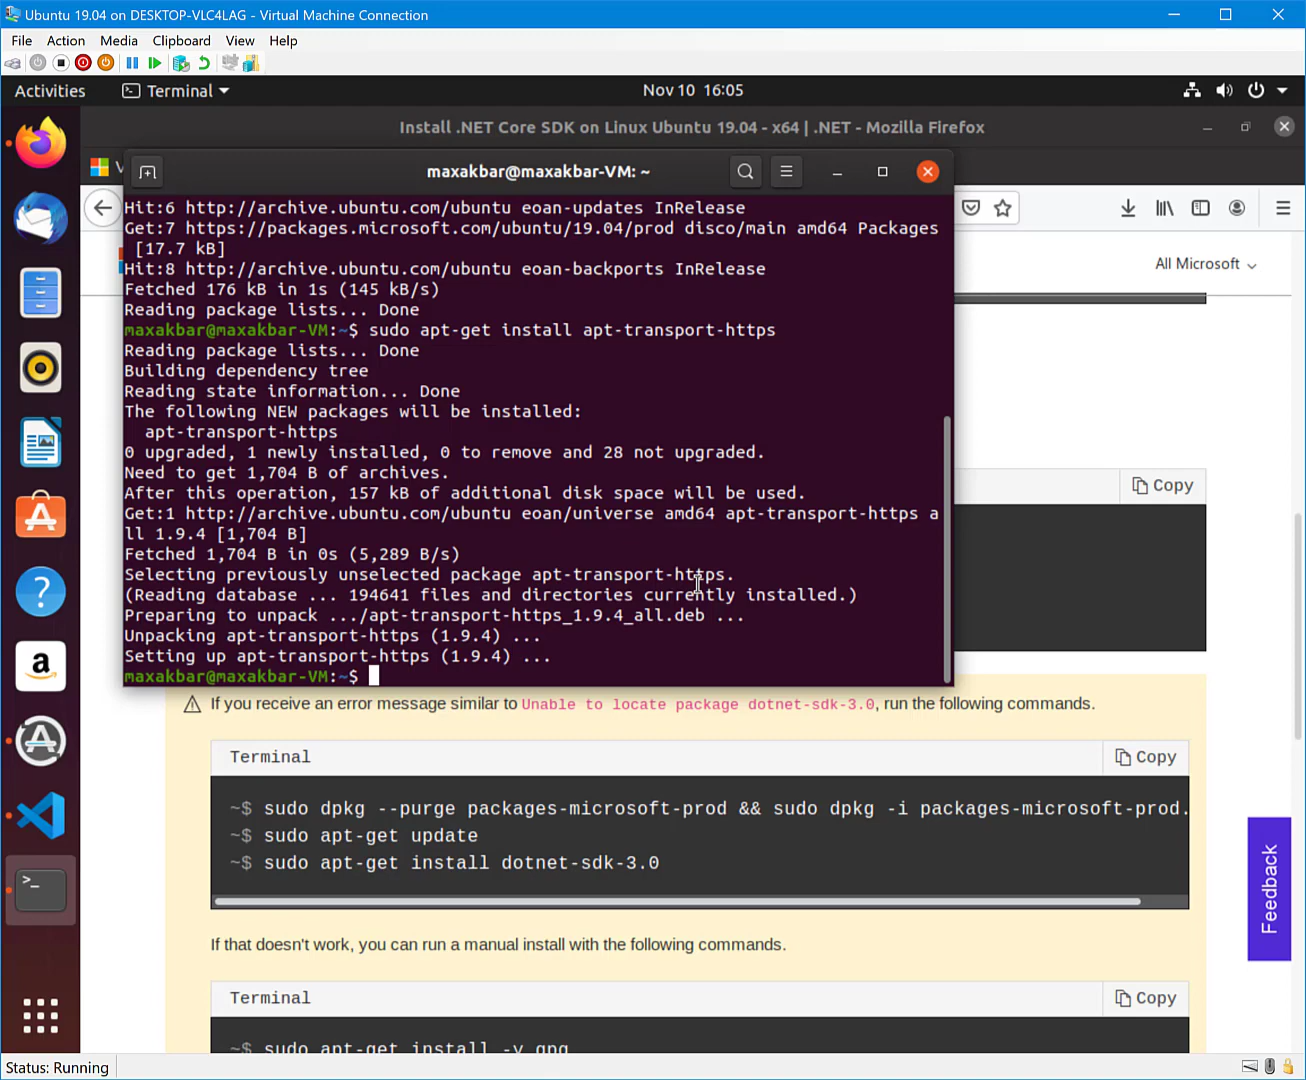 Ubuntu 19.04 on DESKTOP-VLC4LAG - Virtual Machine Connection
File Action Media Clipboard View Help
Activities Terminal Nov 10 16:05
Install .NET Core SDK on Linux Ubuntu 19.04 - x64 | .NET - Mozilla Firefox
maxakbar@maxakbar-VM: ~
Hit:6 http://archive.ubuntu.com/ubuntu eoan-updates InRelease
Get:7 https://packages.microsoft.com/ubuntu/19.04/prod disco/main amd64 Packages
[17.7 kB]
Hit:8 http://archive.ubuntu.com/ubuntu eoan-backports InRelease
Fetched 176 kB in 1s (145 kB/s)
Reading package lists... Done
maxakbar@maxakbar-VM:~$ sudo apt-get install apt-transport-https
Reading package lists... Done
Building dependency tree
Reading state information... Done
The following NEW packages will be installed:
apt-transport-https
0 upgraded, 1 newly installed, 0 to remove and 28 not upgraded.
Need to get 1,704 B of archives.
After this operation, 157 kB of additional disk space will be used.
Get:1 http://archive.ubuntu.com/ubuntu eoan/universe amd64 apt-transport-https a
ll 1.9.4 [1,704 B]
Fetched 1,704 B in 0s (5,289 B/s)
Selecting previously unselected package apt-transport-https.
(Reading database ... 194641 files and directories currently installed.)
Preparing to unpack .../apt-transport-https_1.9.4_all.deb ...
Unpacking apt-transport-https (1.9.4) ...
Setting up apt-transport-https (1.9.4) ...
maxakbar@maxakbar-VM:~$
All Microsoft
Copy
If you receive an error message similar to Unable to locate package dotnet-sdk-3.0, run the following commands.
Terminal Copy
~$ sudo dpkg --purge packages-microsoft-prod && sudo dpkg -i packages-microsoft-prod.
~$ sudo apt-get update
~$ sudo apt-get install dotnet-sdk-3.0
If that doesn't work, you can run a manual install with the following commands.
Terminal Copy
~$ sudo apt-get install -y gpg
Feedback
Status: Running